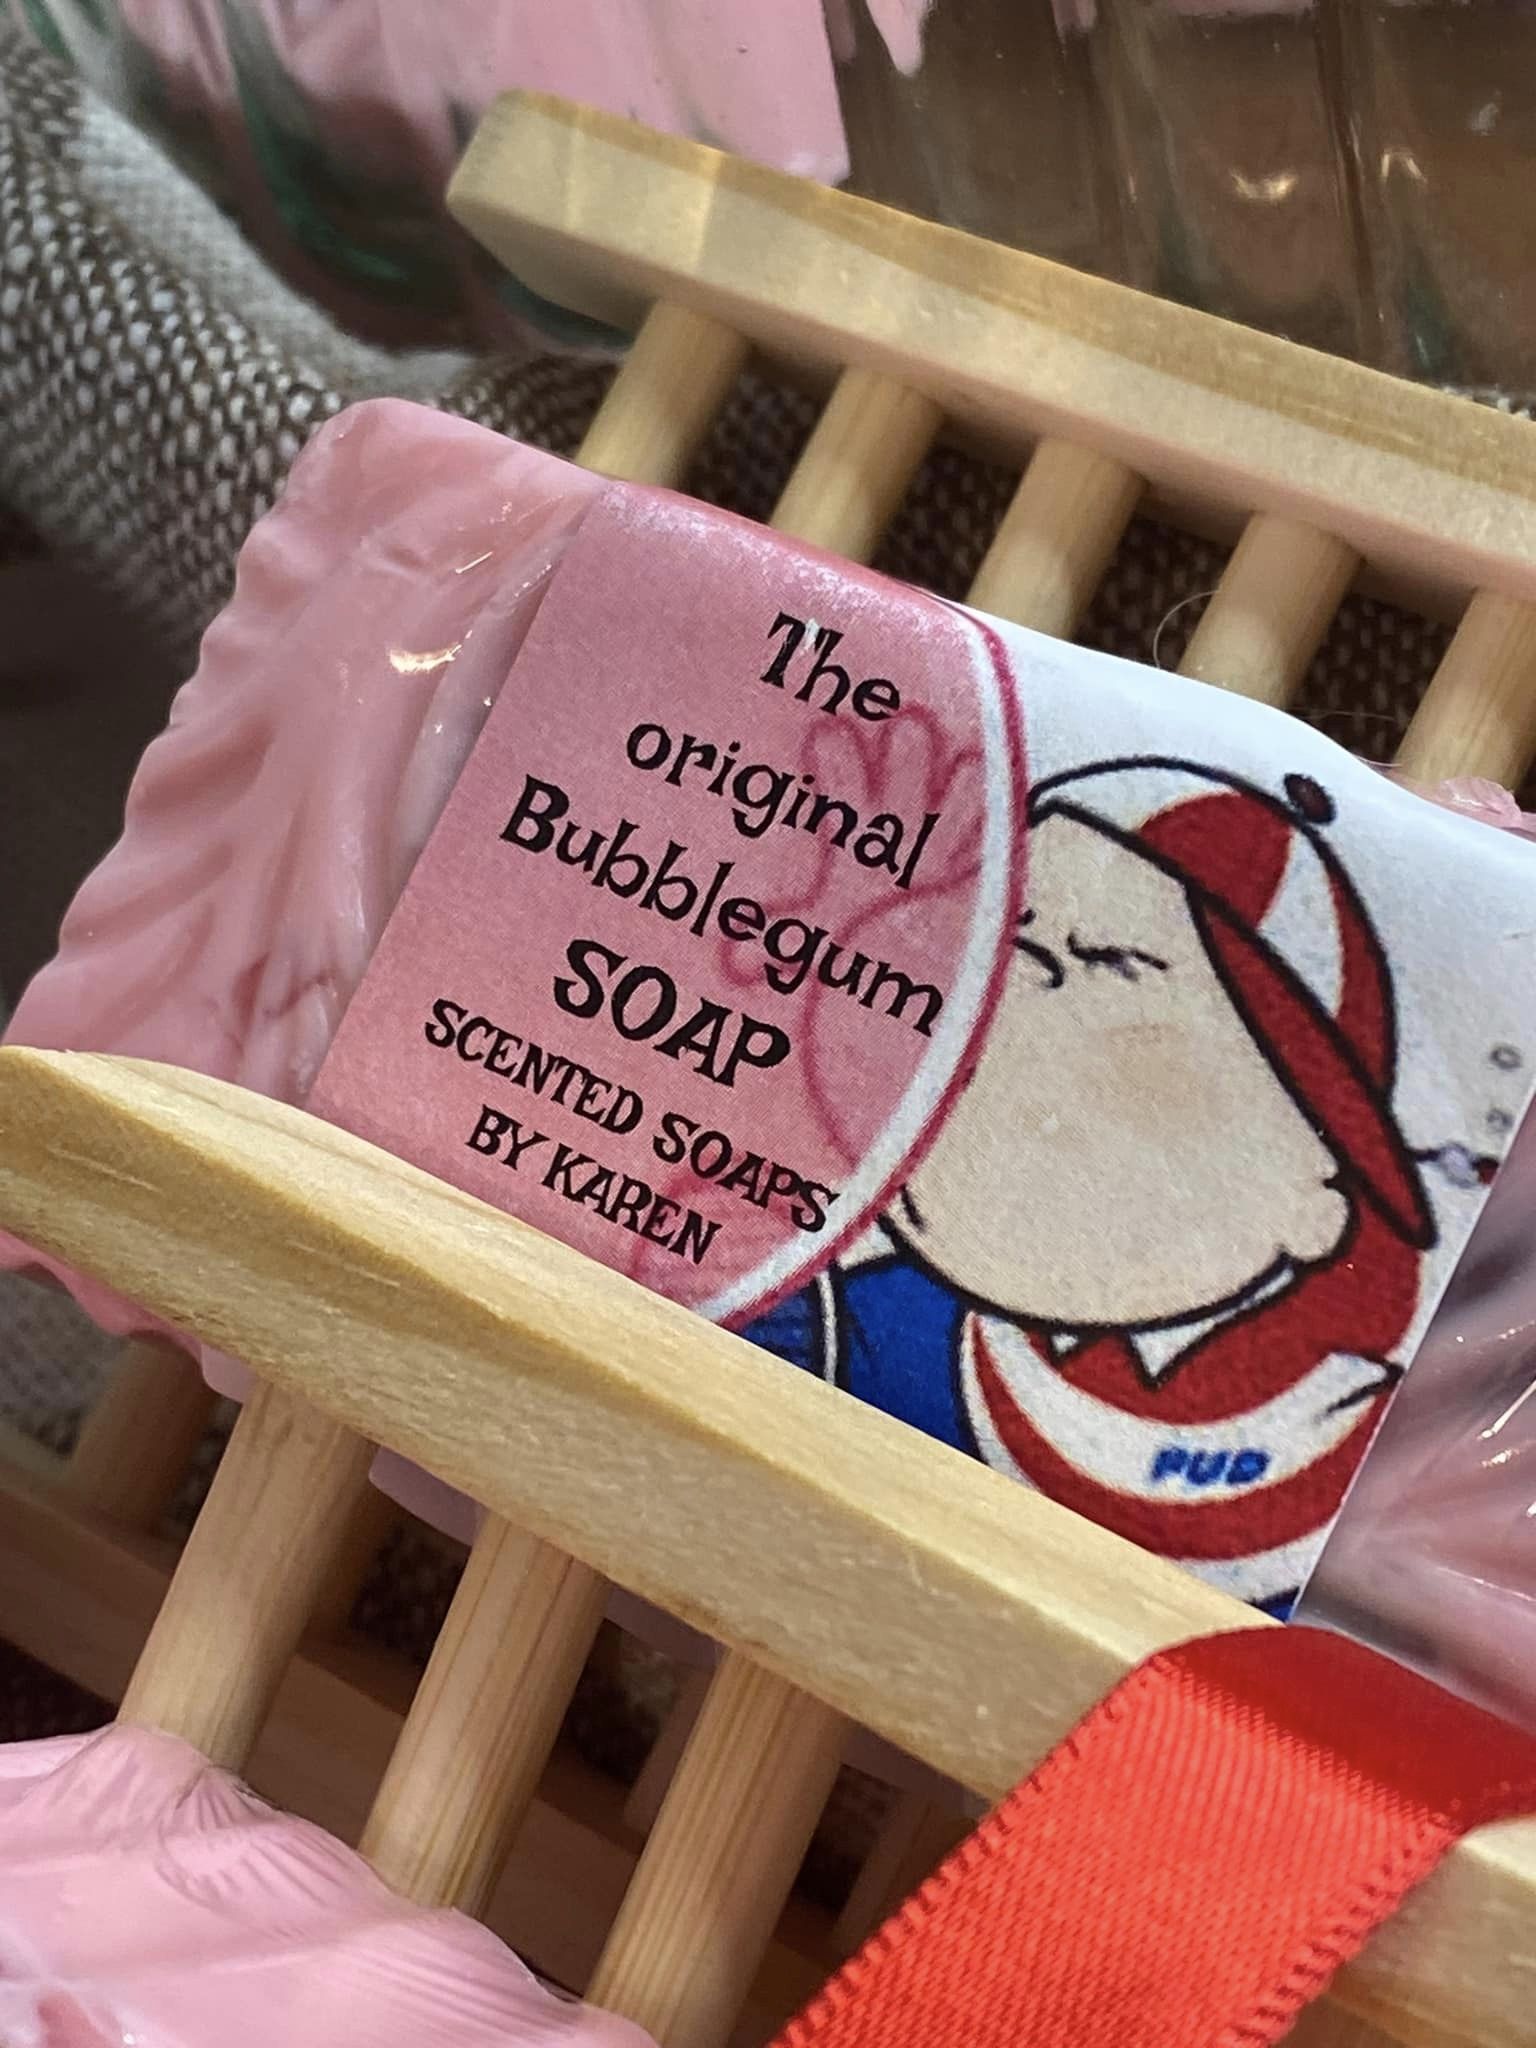 The
original
Bubblegum
SOAP
SCENTED SOAPS
BY KAREN
PUD